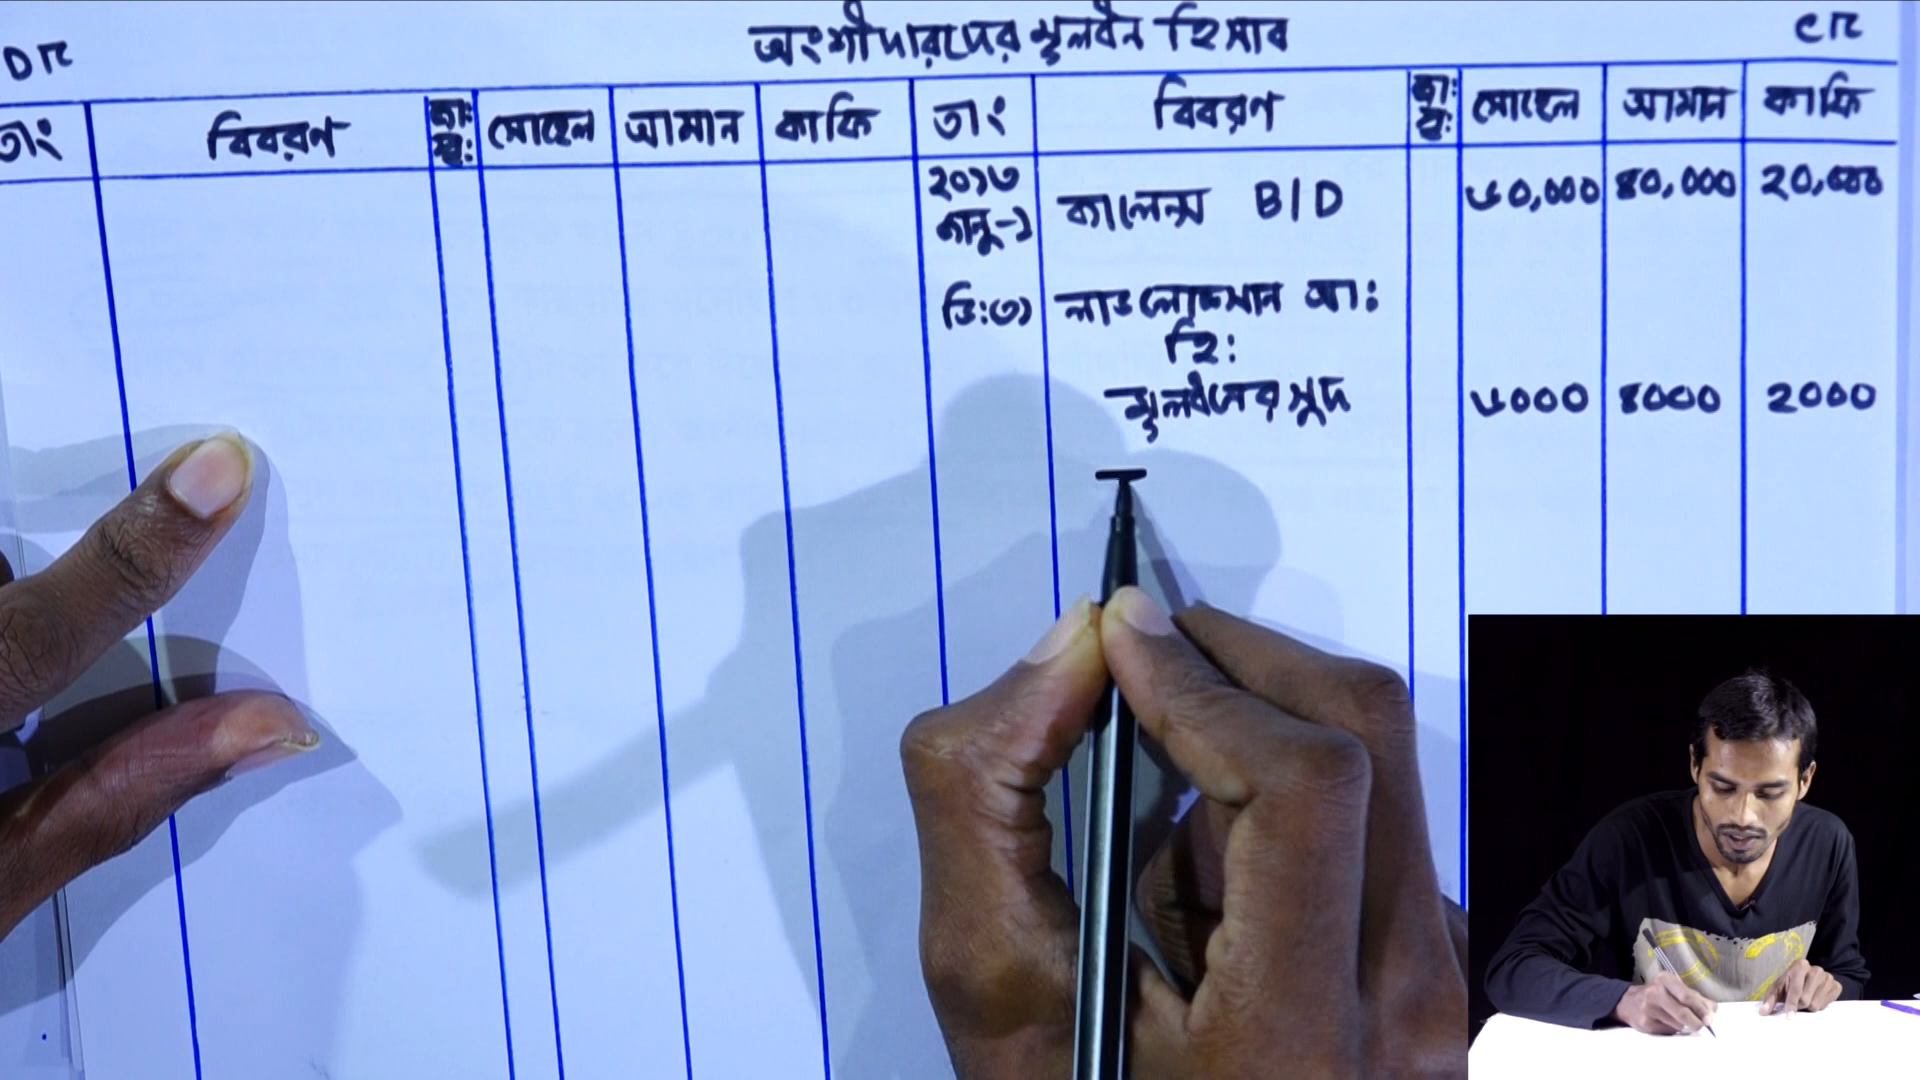 অংশীদারদের মূলধন হিসাব
Dr Cr
তাং বিবরণ জাঃ পৃঃ সোহেল আমান কাফি তাং বিবরণ জাঃ পৃঃ সোহেল আমান কাফি
২০১৬ জানু-১ ব্যালেন্স B/D ৬০,০০০ ৪০,০০০ ২০,০০০
ডি:৩১ লাভলোকসান আ:
হি:
মূলধনের সুদ ৬০০০ ৪০০০ ২০০০